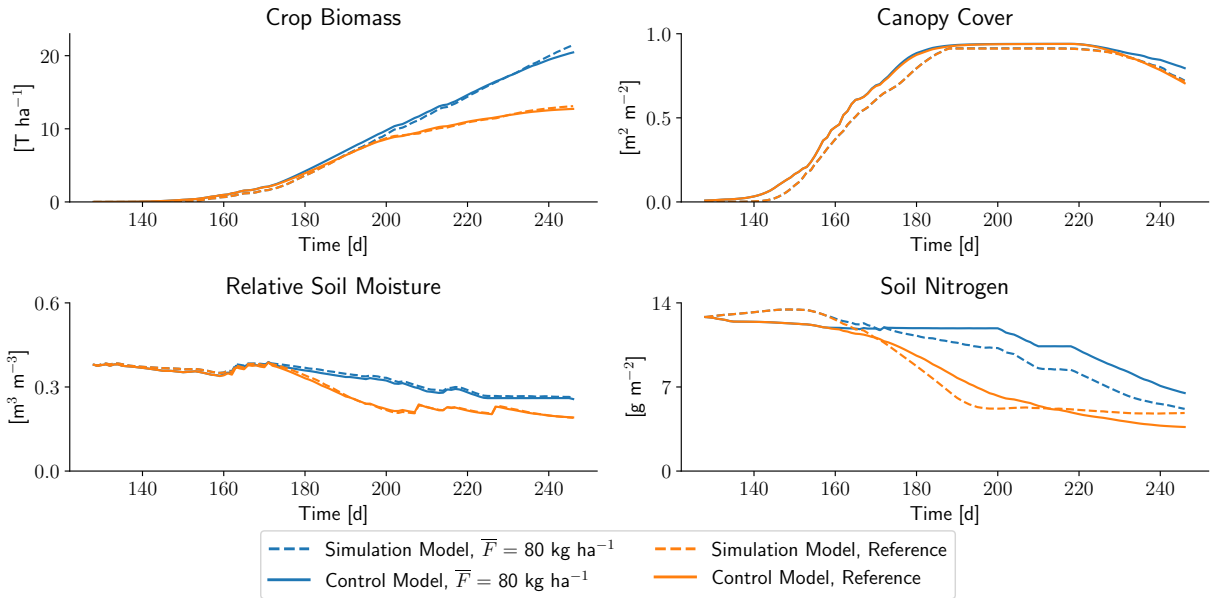 Crop Biomass
Canopy Cover
[T ha⁻¹]
20
10
0
140 160 180 200 220 240
Time [d]
[m² m⁻²]
1.0
0.5
0.0
140 160 180 200 220 240
Time [d]
Relative Soil Moisture
Soil Nitrogen
[m³ m⁻³]
0.6
0.3
0.0
140 160 180 200 220 240
Time [d]
[g m⁻²]
14
7
0
140 160 180 200 220 240
Time [d]
Simulation Model, F̅ = 80 kg ha⁻¹
Control Model, F̅ = 80 kg ha⁻¹
Simulation Model, Reference
Control Model, Reference